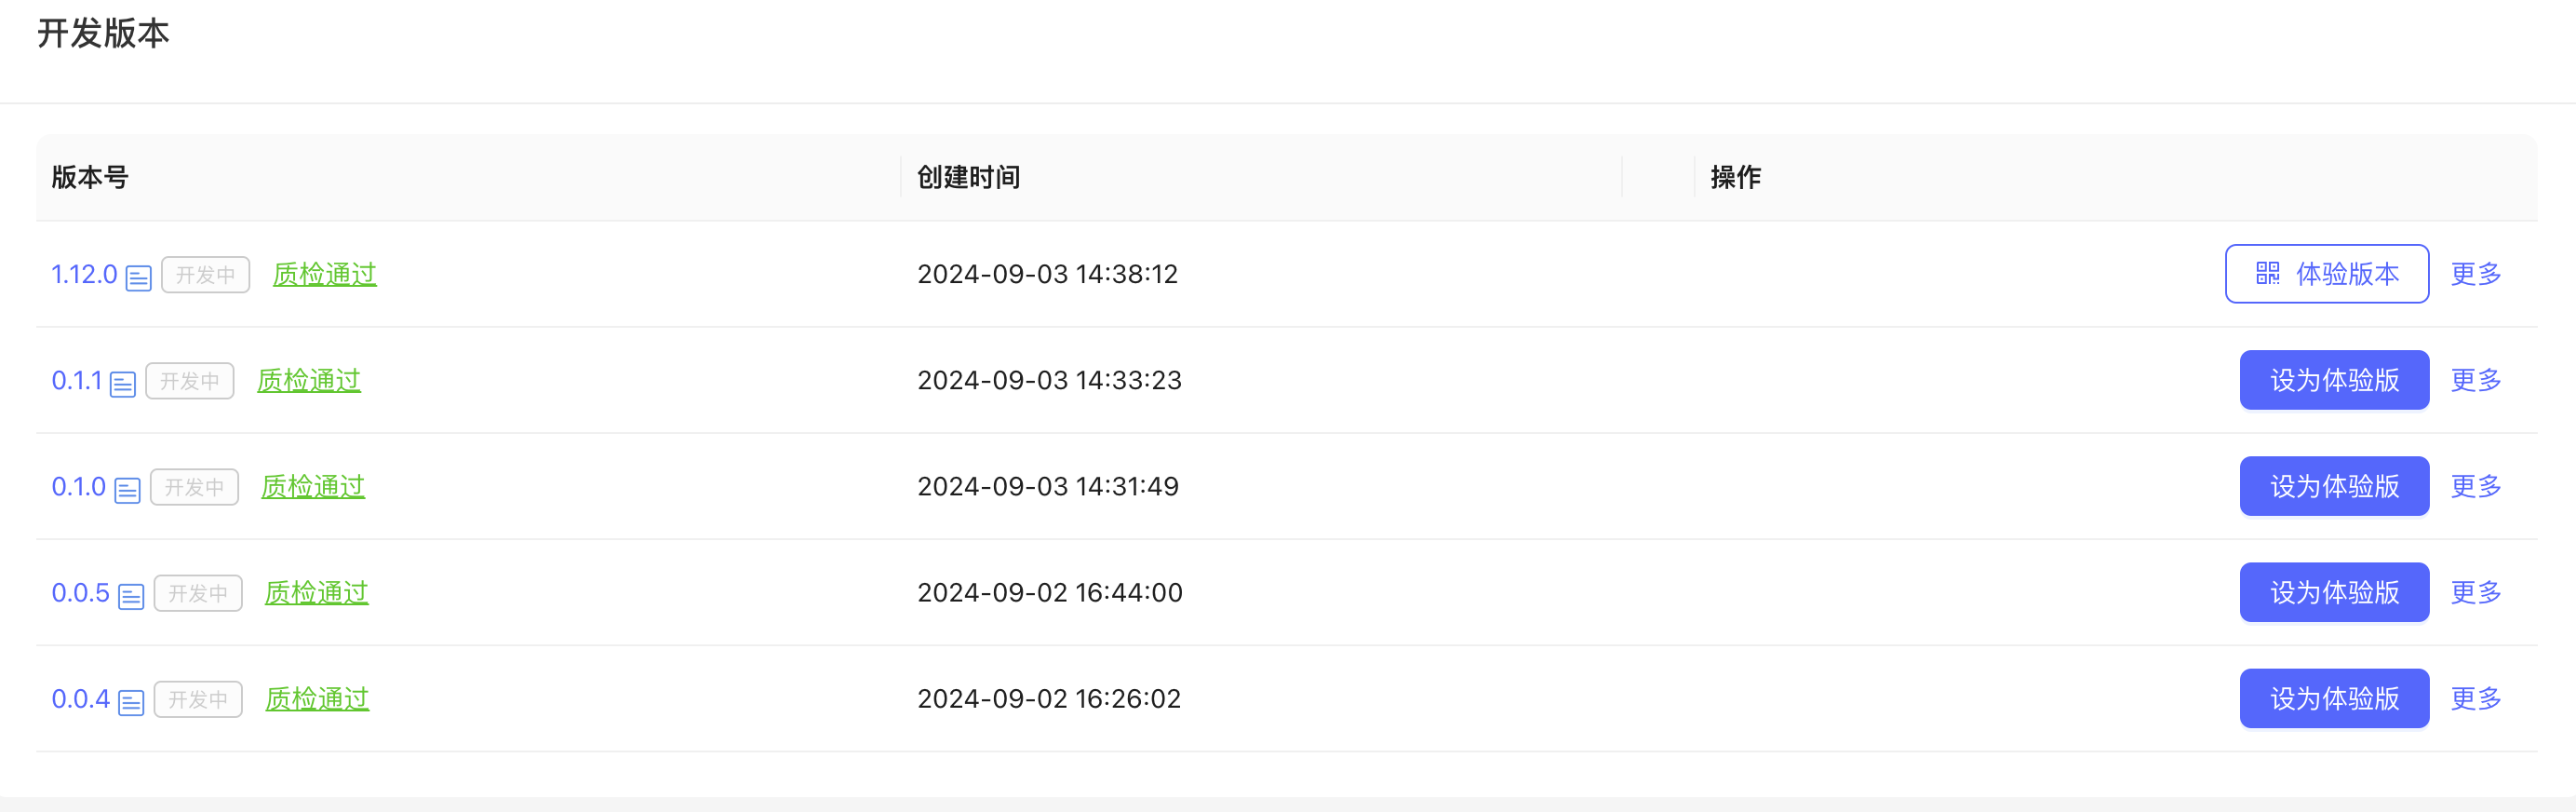 开发版本
版本号 创建时间 操作
1.12.0 开发中 质检通过 2024-09-03 14:38:12 体验版本 更多
0.1.1 开发中 质检通过 2024-09-03 14:33:23 设为体验版 更多
0.1.0 开发中 质检通过 2024-09-03 14:31:49 设为体验版 更多
0.0.5 开发中 质检通过 2024-09-02 16:44:00 设为体验版 更多
0.0.4 开发中 质检通过 2024-09-02 16:26:02 设为体验版 更多